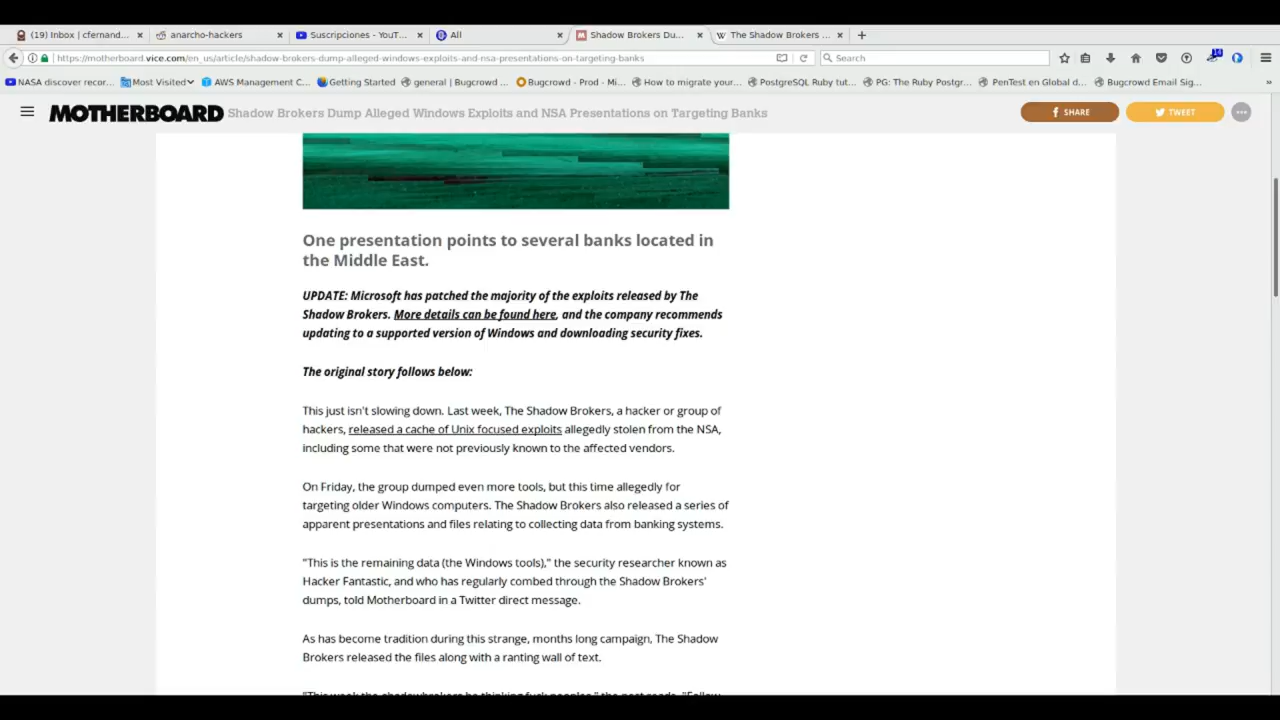 (19) Inbox | cfernand...
anarcho-hackers
Suscripciones - YouT...
All
Shadow Brokers Du...
The Shadow Brokers ...
https://motherboard.vice.com/en_us/article/shadow-brokers-dump-alleged-windows-exploits-and-nsa-presentations-on-targeting-banks
Search
14
NASA discover recor...
Most Visited
AWS Management C...
Getting Started
general | Bugcrowd ...
Bugcrowd - Prod - Mi...
How to migrate your...
PostgreSQL Ruby tut...
PG: The Ruby Postgr...
PenTest en Global d...
Bugcrowd Email Sig...
»
MOTHERBOARD
Shadow Brokers Dump Alleged Windows Exploits and NSA Presentations on Targeting Banks
SHARE
TWEET
One presentation points to several banks located in
the Middle East.
UPDATE: Microsoft has patched the majority of the exploits released by The
Shadow Brokers. More details can be found here, and the company recommends
updating to a supported version of Windows and downloading security fixes.
The original story follows below:
This just isn't slowing down. Last week, The Shadow Brokers, a hacker or group of
hackers, released a cache of Unix focused exploits allegedly stolen from the NSA,
including some that were not previously known to the affected vendors.
On Friday, the group dumped even more tools, but this time allegedly for
targeting older Windows computers. The Shadow Brokers also released a series of
apparent presentations and files relating to collecting data from banking systems.
"This is the remaining data (the Windows tools)," the security researcher known as
Hacker Fantastic, and who has regularly combed through the Shadow Brokers'
dumps, told Motherboard in a Twitter direct message.
As has become tradition during this strange, months long campaign, The Shadow
Brokers released the files along with a ranting wall of text.
"This week the shadowbrokers be thinking fuck peoples," the post reads. "Follow